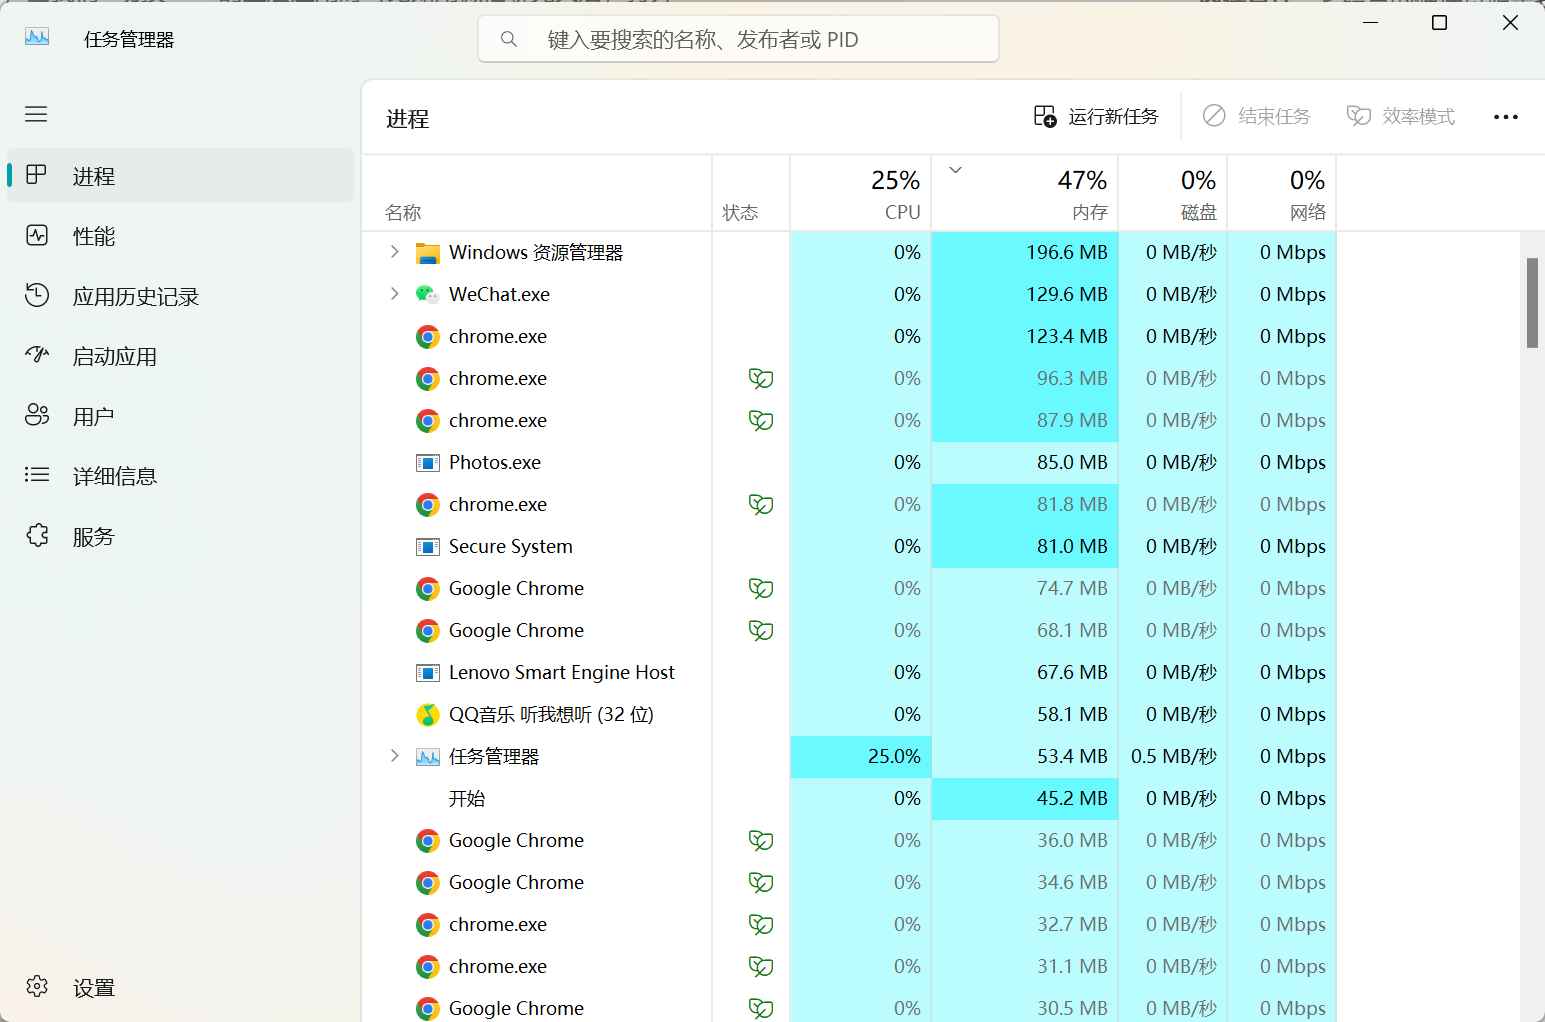 任务管理器
键入要搜索的名称、发布者或 PID
进程
性能
应用历史记录
启动应用
用户
详细信息
服务
设置
进程
运行新任务 结束任务 效率模式
25% 47% 0% 0%
名称 状态 CPU 内存 磁盘 网络
Windows 资源管理器 0% 196.6 MB 0 MB/秒 0 Mbps
WeChat.exe 0% 129.6 MB 0 MB/秒 0 Mbps
chrome.exe 0% 123.4 MB 0 MB/秒 0 Mbps
chrome.exe 0% 96.3 MB 0 MB/秒 0 Mbps
chrome.exe 0% 87.9 MB 0 MB/秒 0 Mbps
Photos.exe 0% 85.0 MB 0 MB/秒 0 Mbps
chrome.exe 0% 81.8 MB 0 MB/秒 0 Mbps
Secure System 0% 81.0 MB 0 MB/秒 0 Mbps
Google Chrome 0% 74.7 MB 0 MB/秒 0 Mbps
Google Chrome 0% 68.1 MB 0 MB/秒 0 Mbps
Lenovo Smart Engine Host 0% 67.6 MB 0 MB/秒 0 Mbps
QQ音乐 听我想听 (32 位) 0% 58.1 MB 0 MB/秒 0 Mbps
任务管理器 25.0% 53.4 MB 0.5 MB/秒 0 Mbps
开始 0% 45.2 MB 0 MB/秒 0 Mbps
Google Chrome 0% 36.0 MB 0 MB/秒 0 Mbps
Google Chrome 0% 34.6 MB 0 MB/秒 0 Mbps
chrome.exe 0% 32.7 MB 0 MB/秒 0 Mbps
chrome.exe 0% 31.1 MB 0 MB/秒 0 Mbps
Google Chrome 0% 30.5 MB 0 MB/秒 0 Mbps